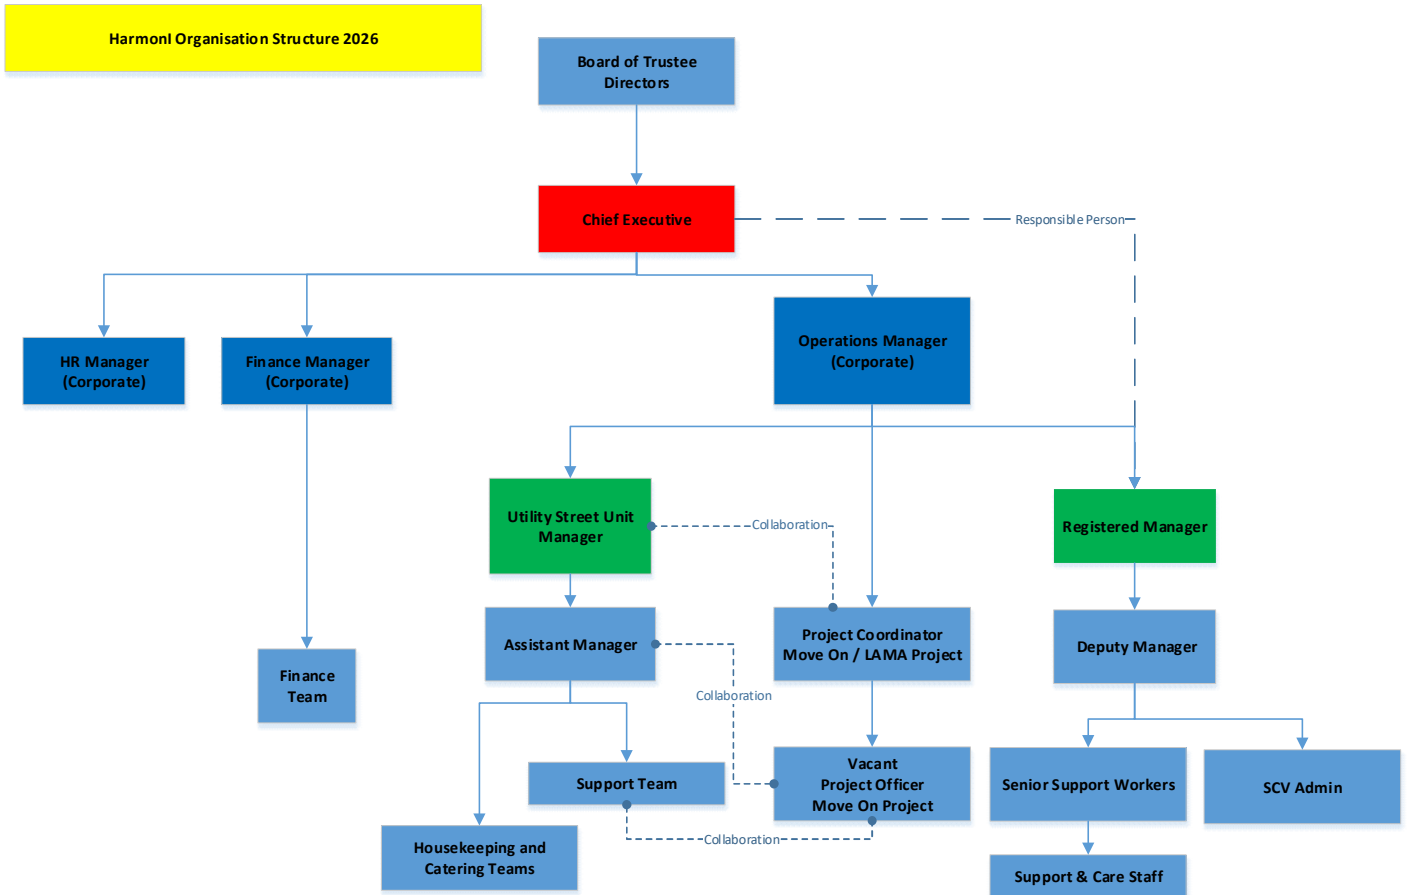 HarmonI Organisation Structure 2026
Board of Trustee
Directors
Chief Executive
Responsible Person
HR Manager
(Corporate)
Finance Manager
(Corporate)
Operations Manager
(Corporate)
Utility Street Unit
Manager
Collaboration
Registered Manager
Assistant Manager
Project Coordinator
Move On / LAMA Project
Deputy Manager
Finance
Team
Collaboration
Support Team
Vacant
Project Officer
Move On Project
Senior Support Workers
SCV Admin
Collaboration
Housekeeping and
Catering Teams
Support & Care Staff